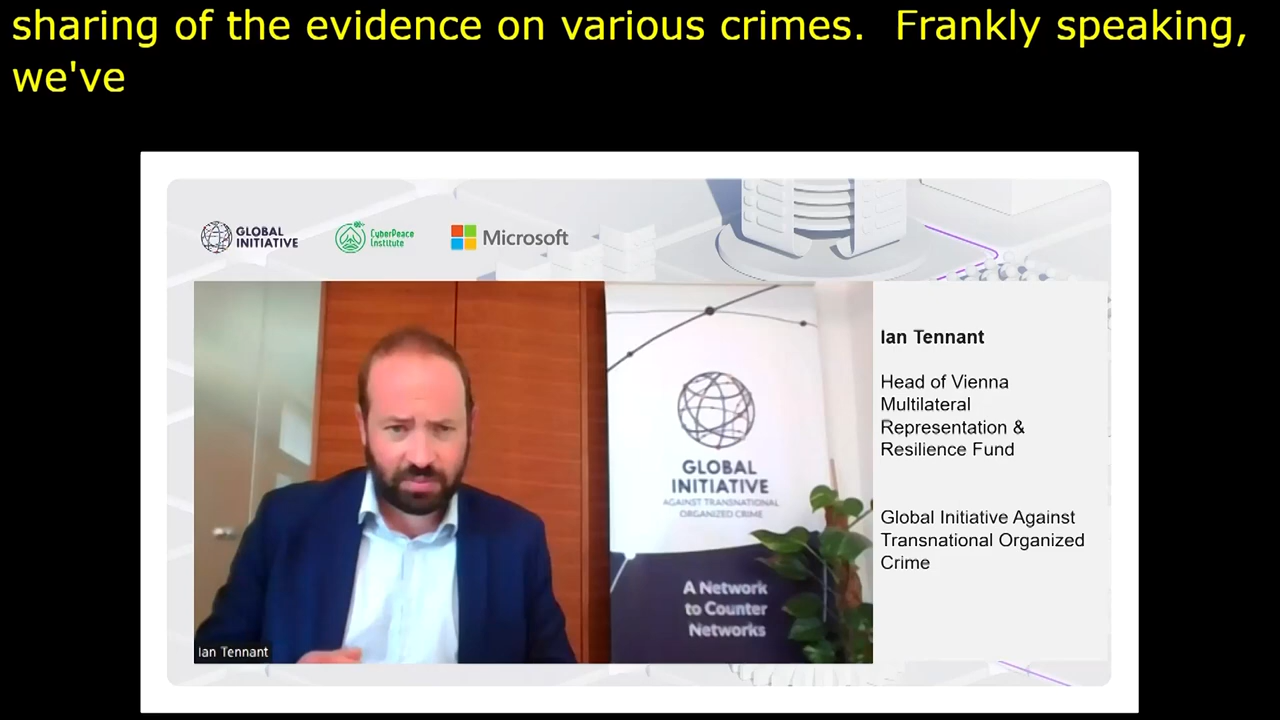 sharing of the evidence on various crimes.  Frankly speaking,
we've
GLOBAL
INITIATIVE
CyberPeace
Institute
Microsoft
GLOBAL
INITIATIVE
AGAINST TRANSNATIONAL
ORGANIZED CRIME
A Network
to Counter
Networks
Ian Tennant
Ian Tennant
Head of Vienna
Multilateral
Representation &
Resilience Fund
Global Initiative Against
Transnational Organized
Crime